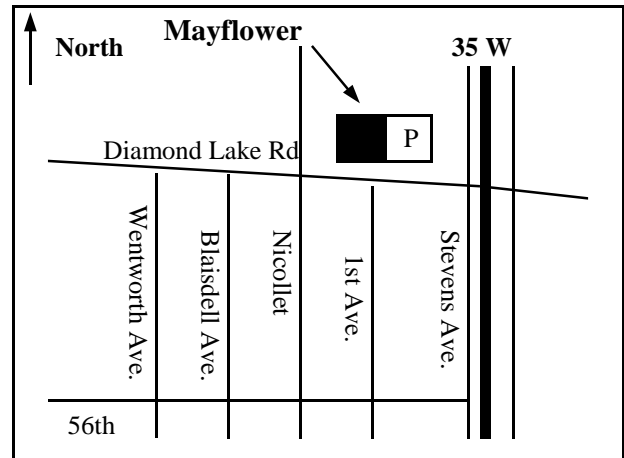 Mayflower
North
35 W
P
Diamond Lake Rd
Wentworth Ave.
Blaisdell Ave.
Nicollet
1st Ave.
Stevens Ave.
56th